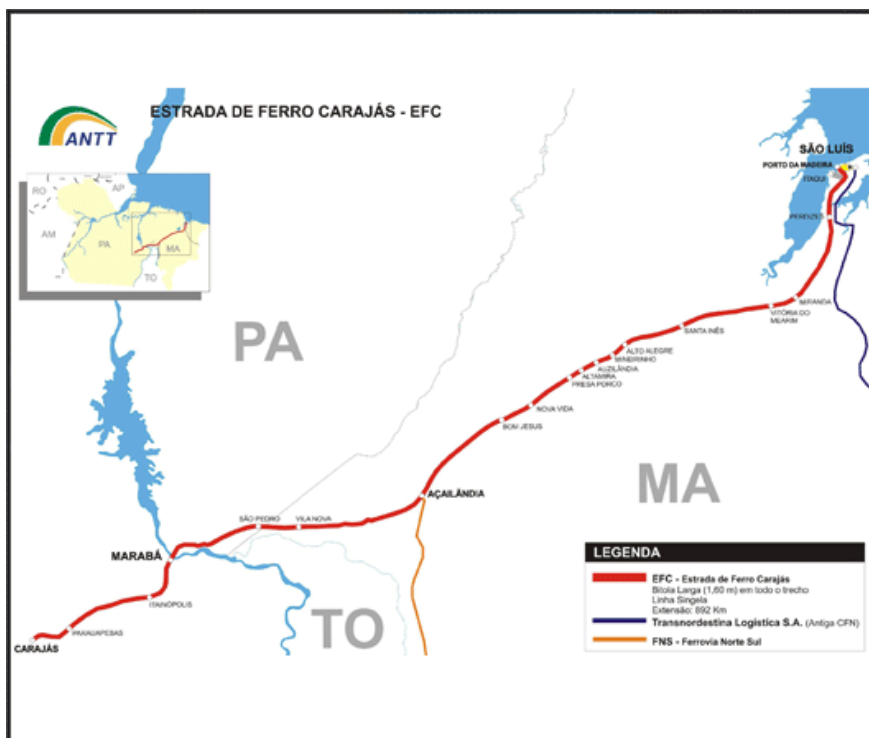 ESTRADA DE FERRO CARAJÁS - EFC
ANTT
RO
AP
AM
PA
MA
TO
SÃO LUÍS
PORTO DA MADEIRA
ITAQUI
PERIZES
MIRANDA
VITÓRIA DO
MEARIM
SANTA INÊS
ALTO ALEGRE
MINEIRINHO
AUZILÂNDIA
ALTAMIRA
PRESA PORCO
NOVA VIDA
BOM JESUS
PA
MA
AÇAILÂNDIA
SÃO PEDRO
VILA NOVA
MARABÁ
ITAINÓPOLIS
TO
CARAJÁS
LEGENDA
EFC - Estrada de Ferro Carajás
Bitola Larga (1,60 m) em todo o trecho
Linha Singela
Extensão: 892 Km
Transnordestina Logística S.A. (Antiga CFN)
FNS - Ferrovia Norte Sul